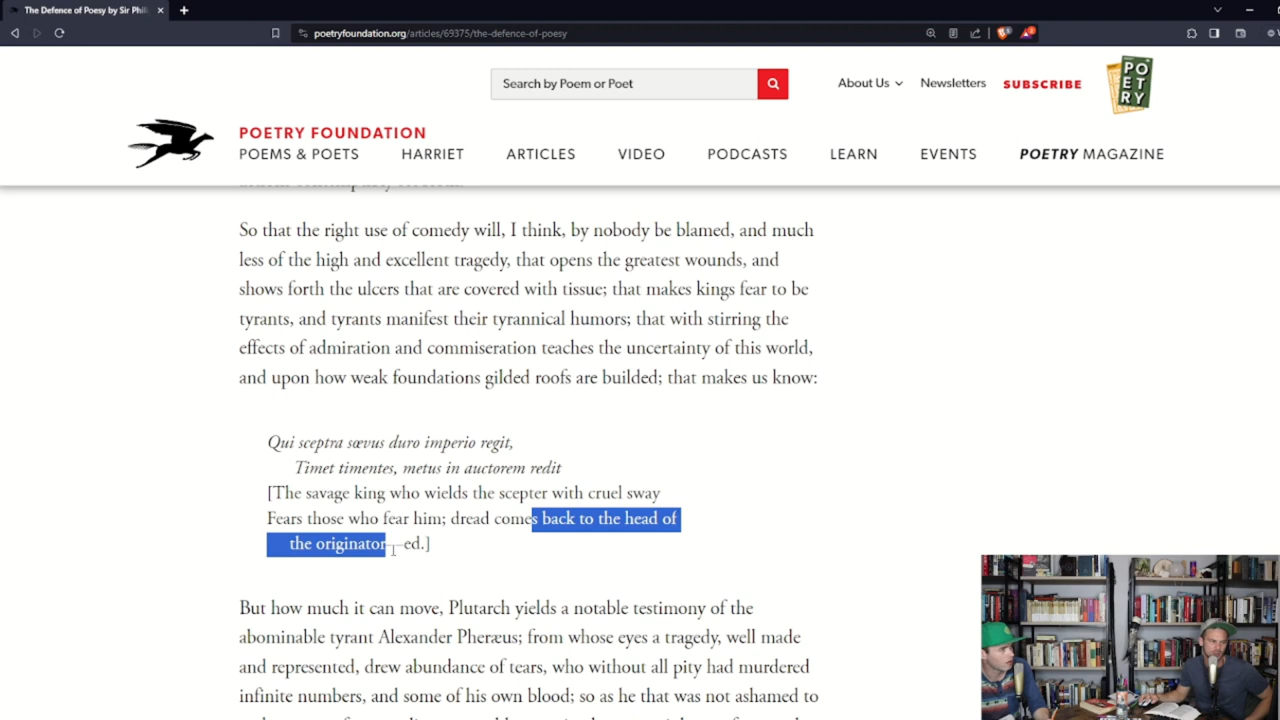 The Defence of Poesy by Sir Phil
poetryfoundation.org/articles/69375/the-defence-of-poesy
Search by Poem or Poet
About Us
Newsletters
SUBSCRIBE
PO
ET
RY
POETRY FOUNDATION
POEMS & POETS
HARRIET
ARTICLES
VIDEO
PODCASTS
LEARN
EVENTS
POETRY MAGAZINE
So that the right use of comedy will, I think, by nobody be blamed, and much
less of the high and excellent tragedy, that opens the greatest wounds, and
shows forth the ulcers that are covered with tissue; that makes kings fear to be
tyrants, and tyrants manifest their tyrannical humors; that with stirring the
effects of admiration and commiseration teaches the uncertainty of this world,
and upon how weak foundations gilded roofs are builded; that makes us know:
Qui sceptra sævus duro imperio regit,
Timet timentes, metus in auctorem redit
[The savage king who wields the scepter with cruel sway
Fears those who fear him; dread comes back to the head of
the originator—ed.]
But how much it can move, Plutarch yields a notable testimony of the
abominable tyrant Alexander Pheræus; from whose eyes a tragedy, well made
and represented, drew abundance of tears, who without all pity had murdered
infinite numbers, and some of his own blood; so as he that was not ashamed to